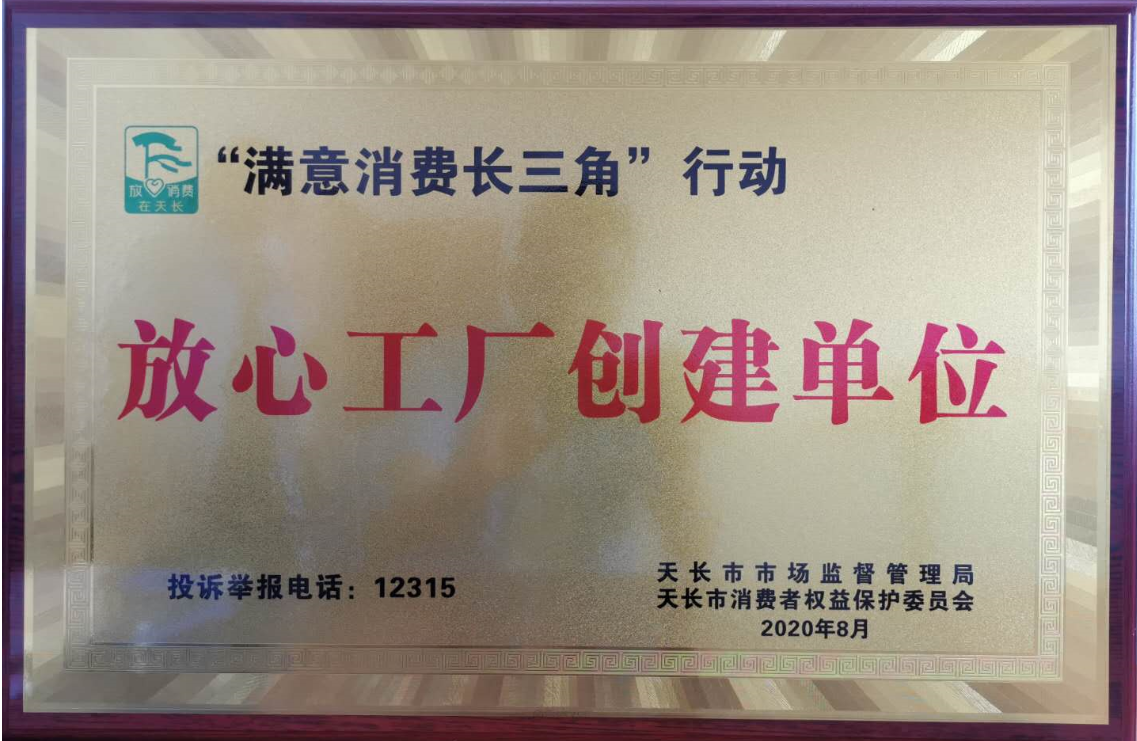 放心消费
在天长
“满意消费长三角”行动
放心工厂创建单位
投诉举报电话：12315
天长市市场监督管理局
天长市消费者权益保护委员会
2020年8月